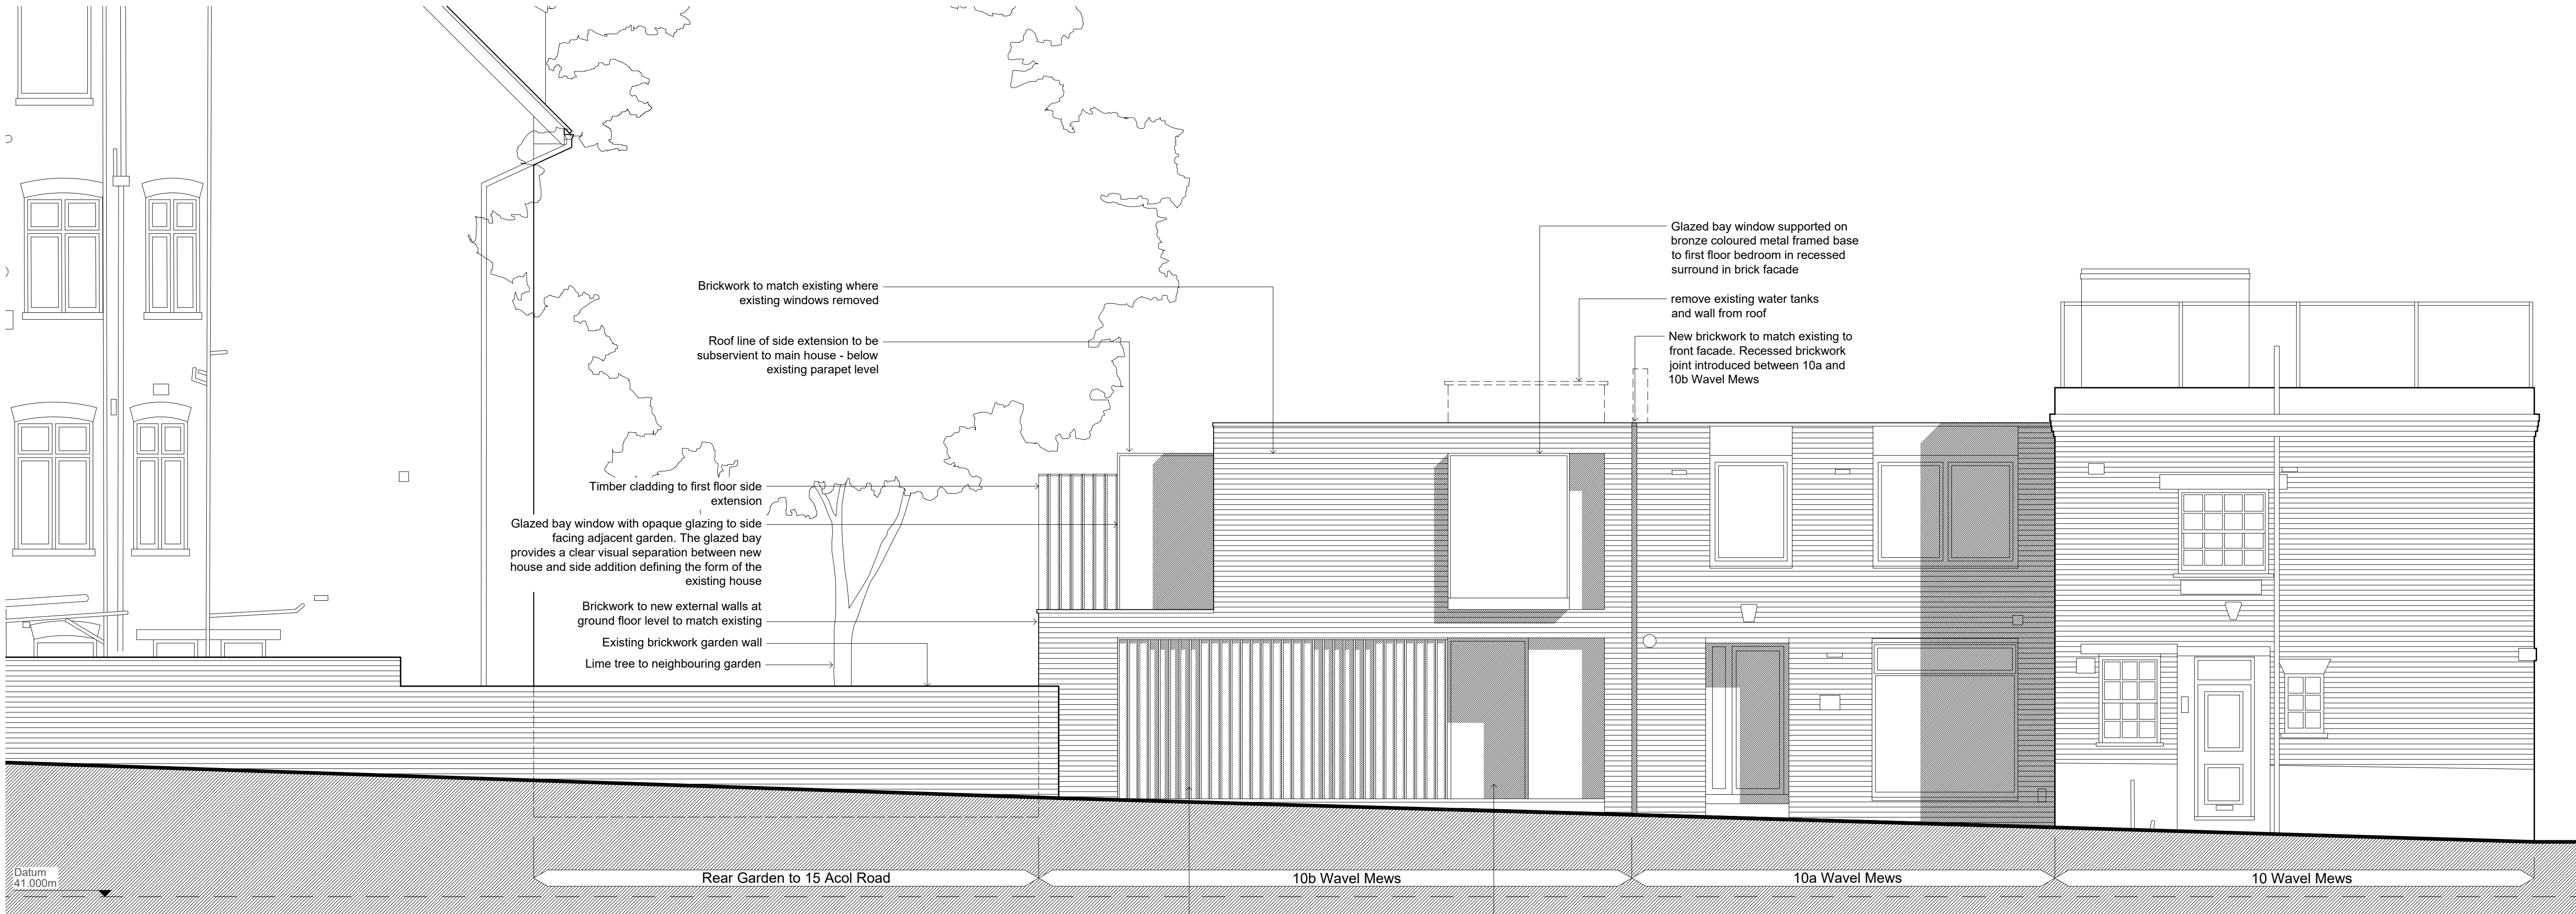 Glazed bay window supported on
bronze coloured metal framed base
to first floor bedroom in recessed
surround in brick facade
Brickwork to match existing where
existing windows removed
remove existing water tanks
and wall from roof
Roof line of side extension to be
subservient to main house - below
existing parapet level
New brickwork to match existing to
front facade. Recessed brickwork
joint introduced between 10a and
10b Wavel Mews
Timber cladding to first floor side
extension
Glazed bay window with opaque glazing to side
facing adjacent garden. The glazed bay
provides a clear visual separation between new
house and side addition defining the form of the
existing house
Brickwork to new external walls at
ground floor level to match existing
Existing brickwork garden wall
Lime tree to neighbouring garden
Datum
41.000m
Rear Garden to 15 Acol Road
10b Wavel Mews
10a Wavel Mews
10 Wavel Mews